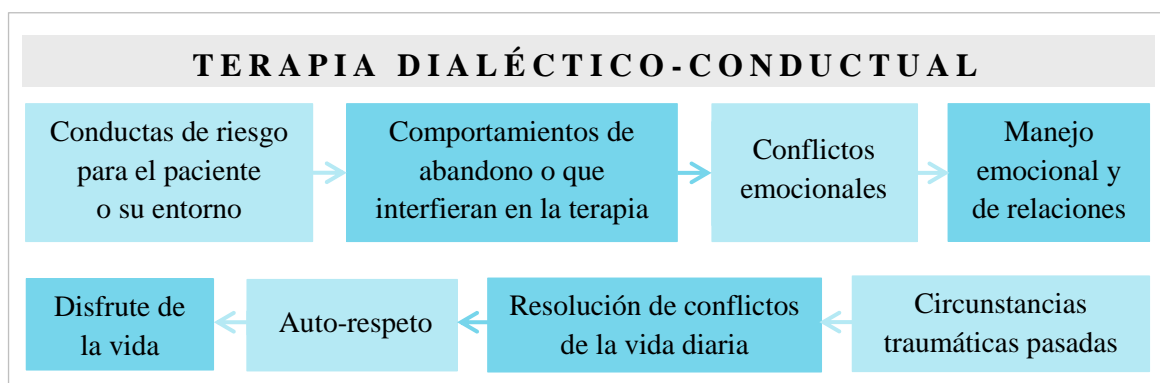 TERAPIA DIALÉCTICO-CONDUCTUAL
Conductas de riesgo
para el paciente
o su entorno
Comportamientos de
abandono o que
interfieran en la terapia
Conflictos
emocionales
Manejo
emocional y
de relaciones
Circunstancias
traumáticas pasadas
Resolución de conflictos
de la vida diaria
Auto-respeto
Disfrute de
la vida